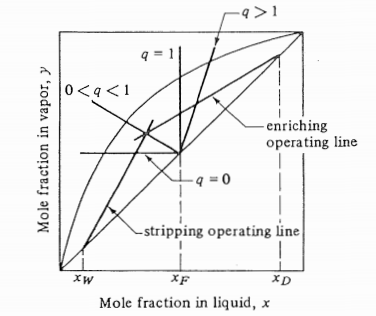 q > 1
q = 1
0 < q < 1
enriching
operating line
q = 0
stripping operating line
x_W
x_F
x_D
Mole fraction in vapor, y
Mole fraction in liquid, x